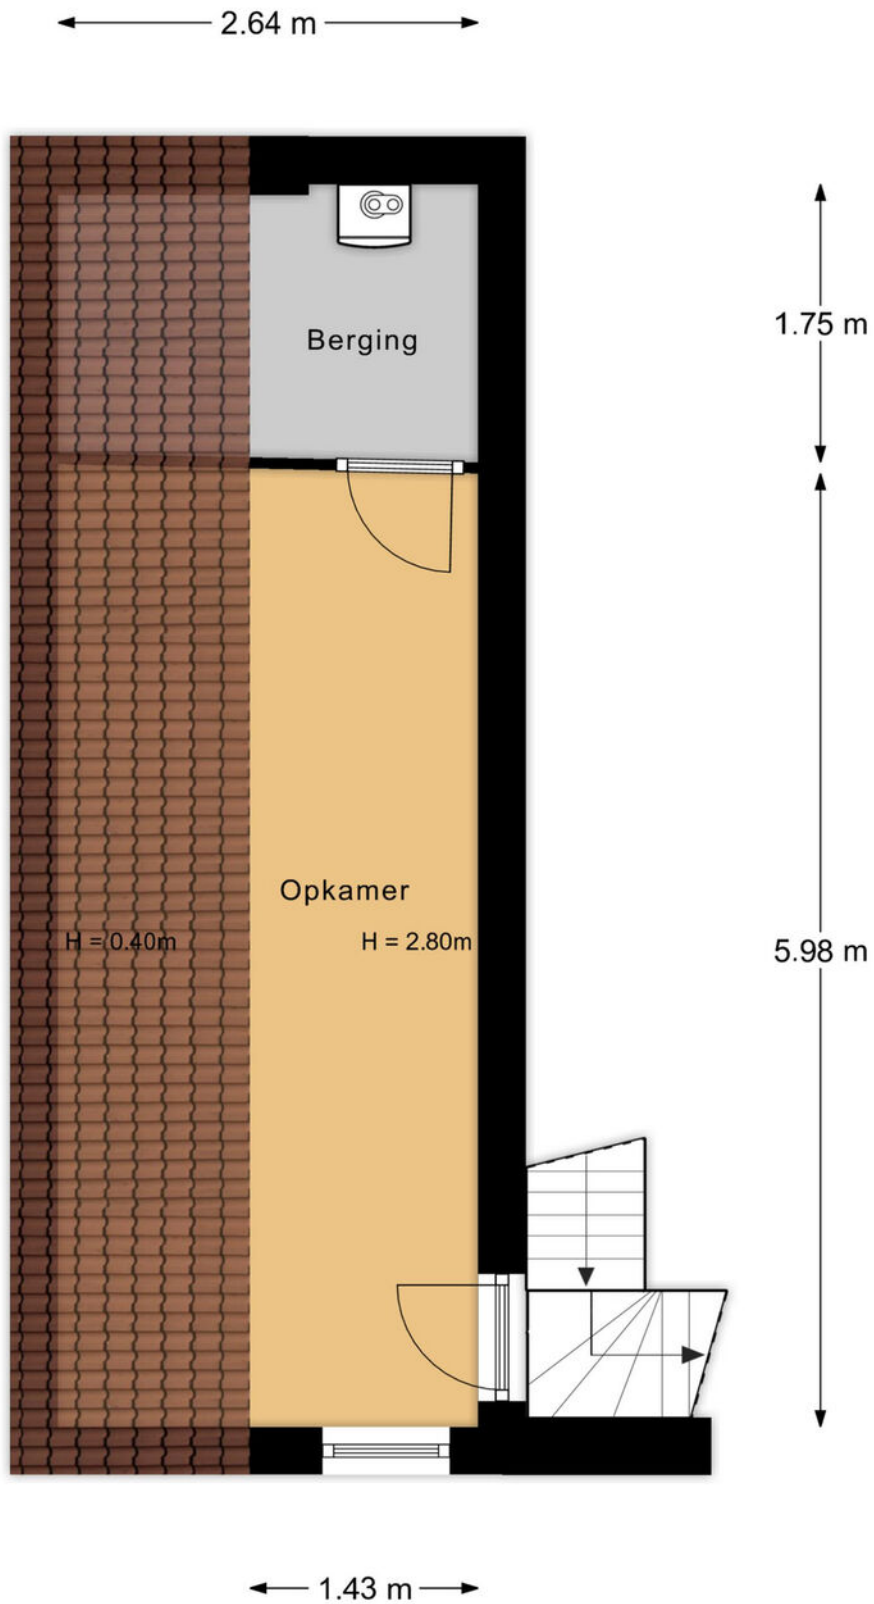 2.64 m
1.75 m
Berging
Opkamer
H = 0.40m
H = 2.80m
5.98 m
1.43 m